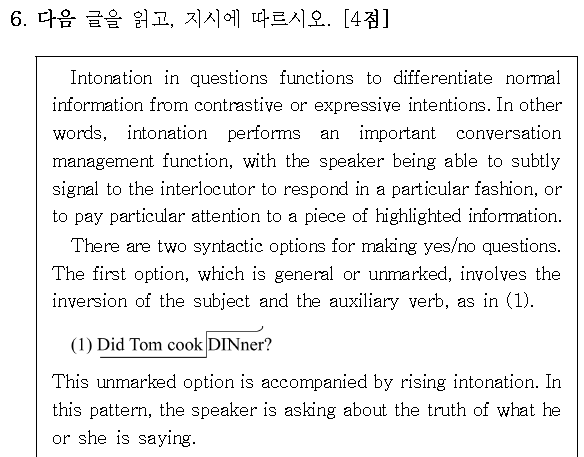 6. 다음 글을 읽고, 지시에 따르시오. [4점]
Intonation in questions functions to differentiate normal
information from contrastive or expressive intentions. In other
words, intonation performs an important conversation
management function, with the speaker being able to subtly
signal to the interlocutor to respond in a particular fashion, or
to pay particular attention to a piece of highlighted information.
There are two syntactic options for making yes/no questions.
The first option, which is general or unmarked, involves the
inversion of the subject and the auxiliary verb, as in (1).
(1) Did Tom cook DINner?
This unmarked option is accompanied by rising intonation. In
this pattern, the speaker is asking about the truth of what he
or she is saying.